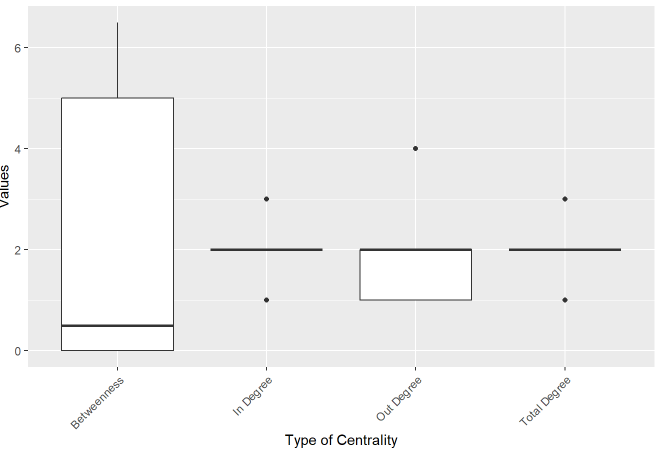 Values
6
4
2
0
Betweenness
In Degree
Out Degree
Total Degree
Type of Centrality